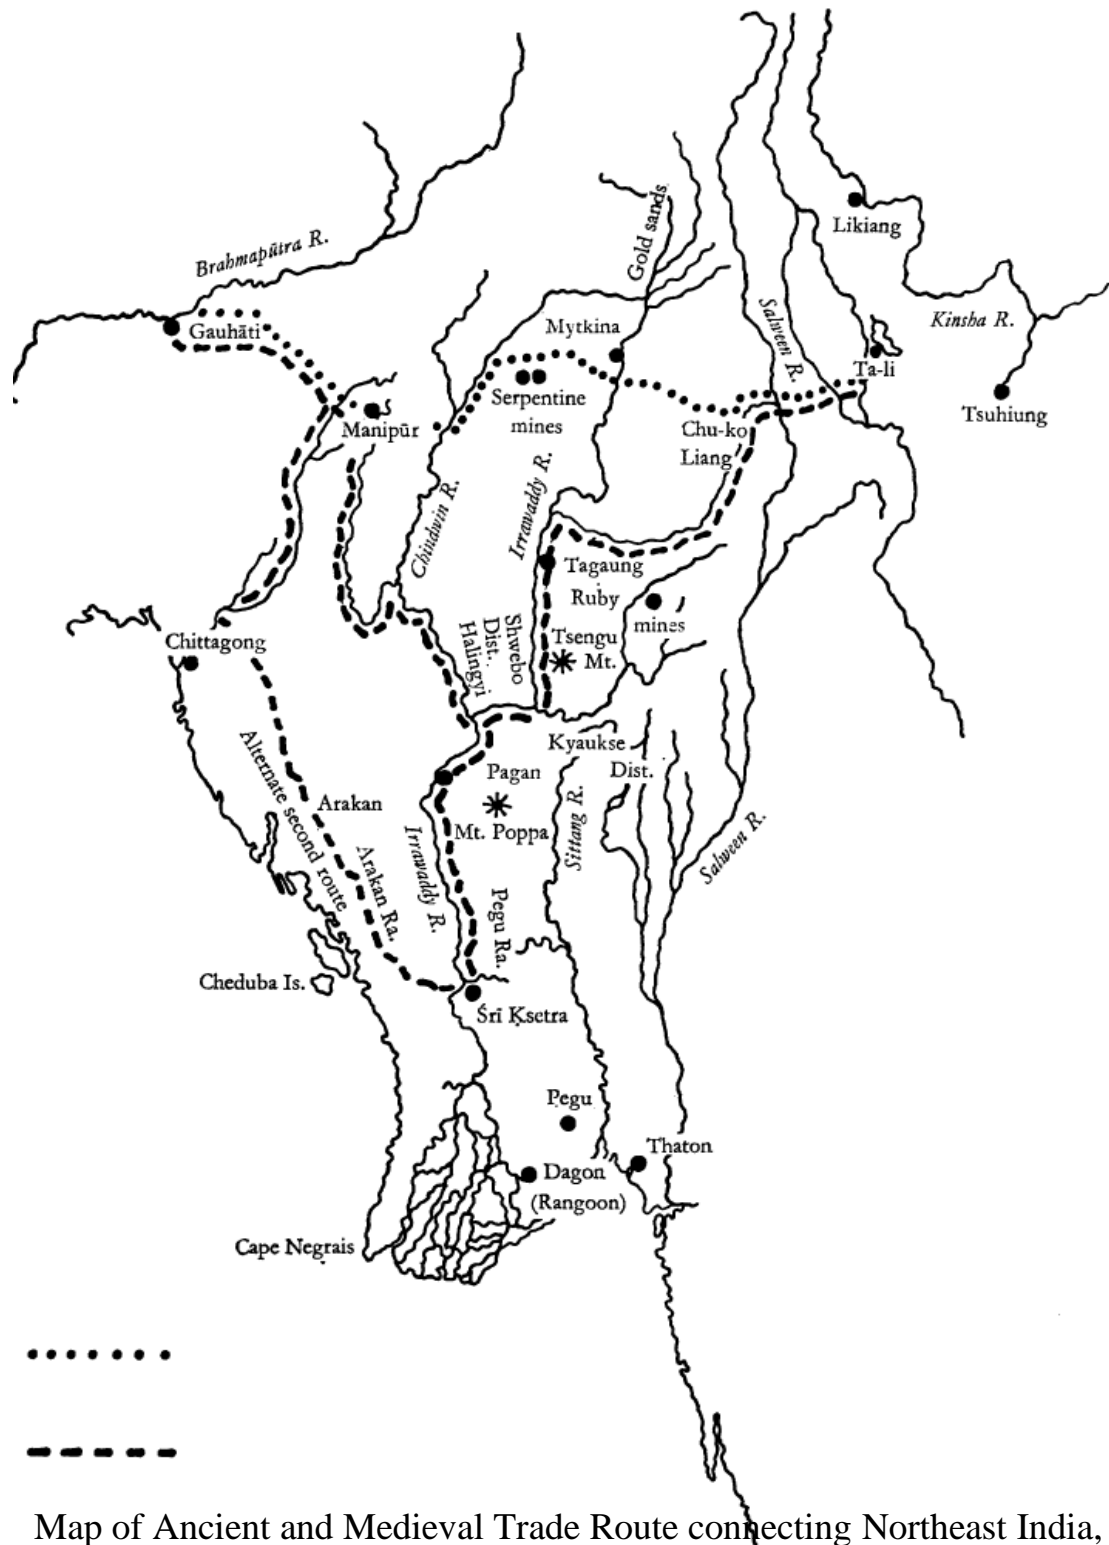 Likiang
Gold sands
Brahmapūtra R.
Salween R.
Kinsha R.
Mytkina
Gauhāti
Ta-li
Serpentine
mines
Tsuhiung
Manipūr
Chu-ko
Liang
Irrawaddy R.
Chindwin R.
Tagaung
Ruby
mines
Tsengu
Mt.
Shwebo
Dist.
Halingyi
Chittagong
Kyaukse
Dist.
Pagan
Alternate second route
Arakan
Mt. Poppa
Sittang R.
Salween R.
Irrawaddy R.
Arakan Ra.
Pegu Ra.
Cheduba Is.
Śrī Kṣetra
Pegu
Thaton
Dagon
(Rangoon)
Cape Negrais
Map of Ancient and Medieval Trade Route connecting Northeast India,